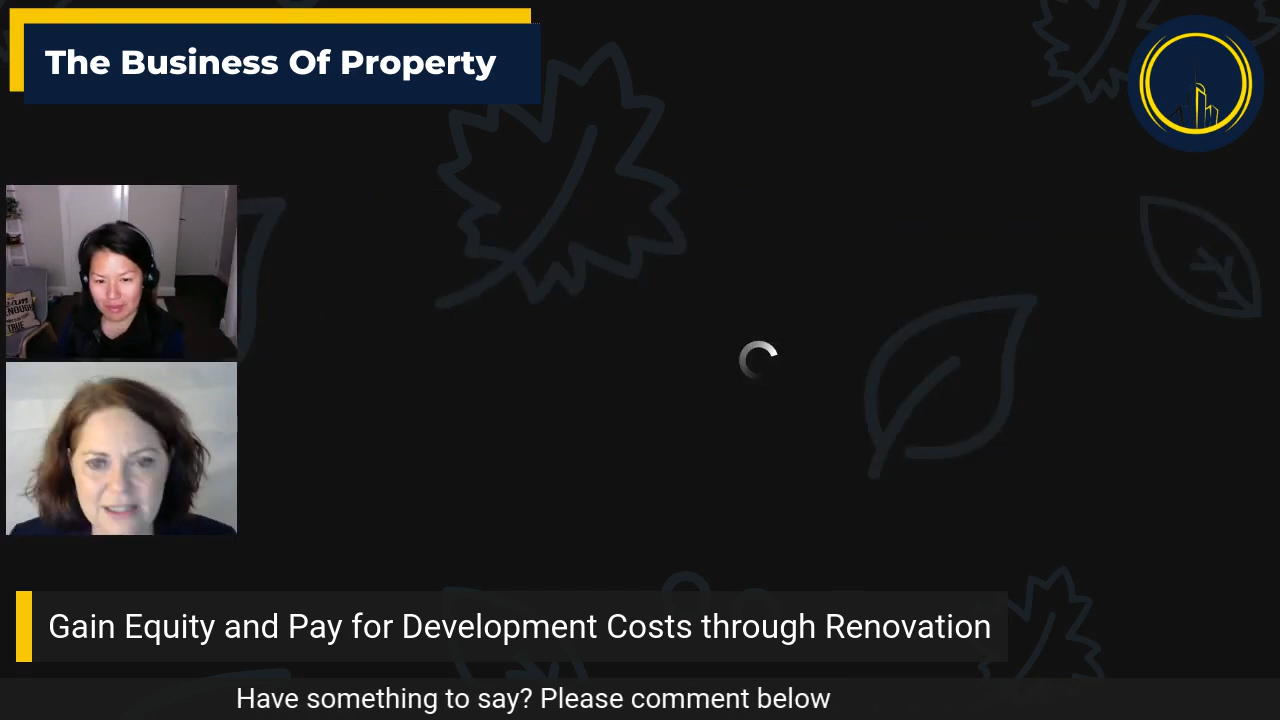 The Business Of Property
TRUE
Gain Equity and Pay for Development Costs through Renovation
Have something to say? Please comment below